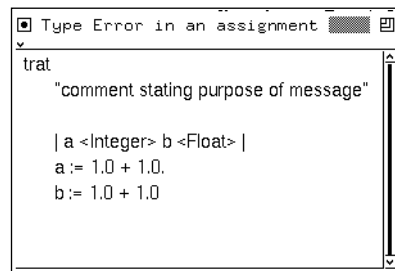 Type Error in an assignment
trat
"comment stating purpose of message"
| a <Integer> b <Float> |
a := 1.0 + 1.0.
b := 1.0 + 1.0